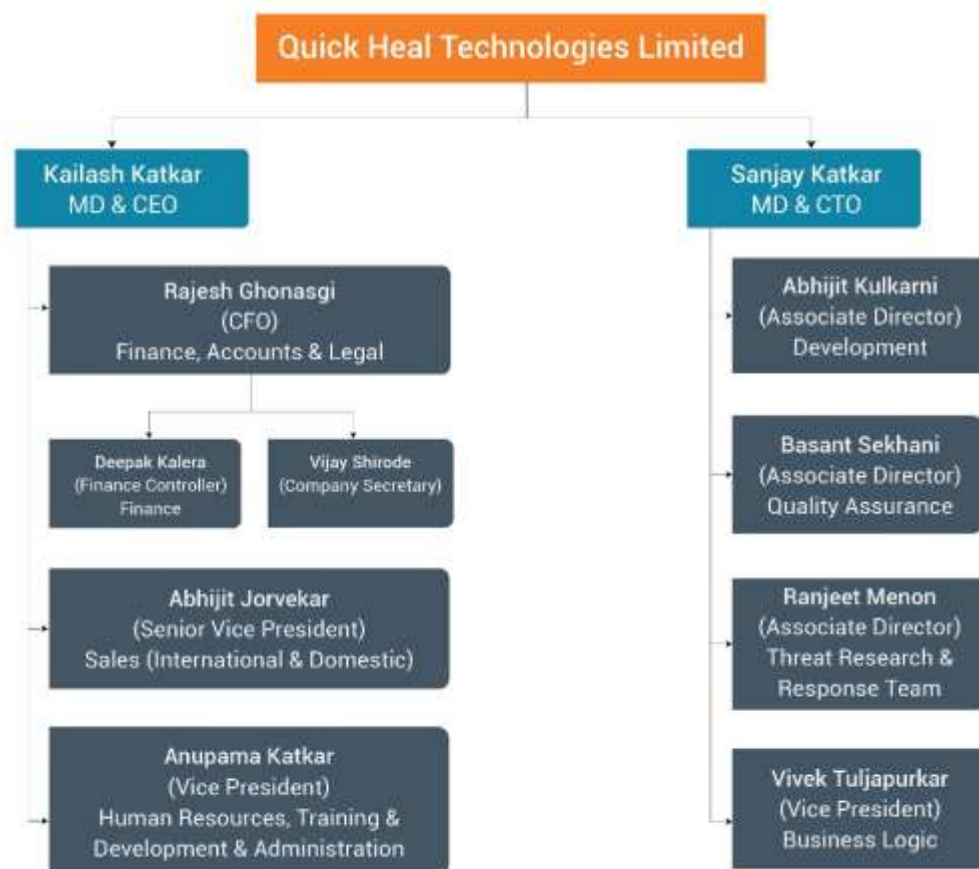 Quick Heal Technologies Limited
Kailash Katkar
MD & CEO
Rajesh Ghonasgi
(CFO)
Finance, Accounts & Legal
Deepak Kalera
(Finance Controller)
Finance
Vijay Shirode
(Company Secretary)
Abhijit Jorvekar
(Senior Vice President)
Sales (International & Domestic)
Anupama Katkar
(Vice President)
Human Resources, Training &
Development & Administration
Sanjay Katkar
MD & CTO
Abhijit Kulkarni
(Associate Director)
Development
Basant Sekhani
(Associate Director)
Quality Assurance
Ranjeet Menon
(Associate Director)
Threat Research &
Response Team
Vivek Tuljapurkar
(Vice President)
Business Logic